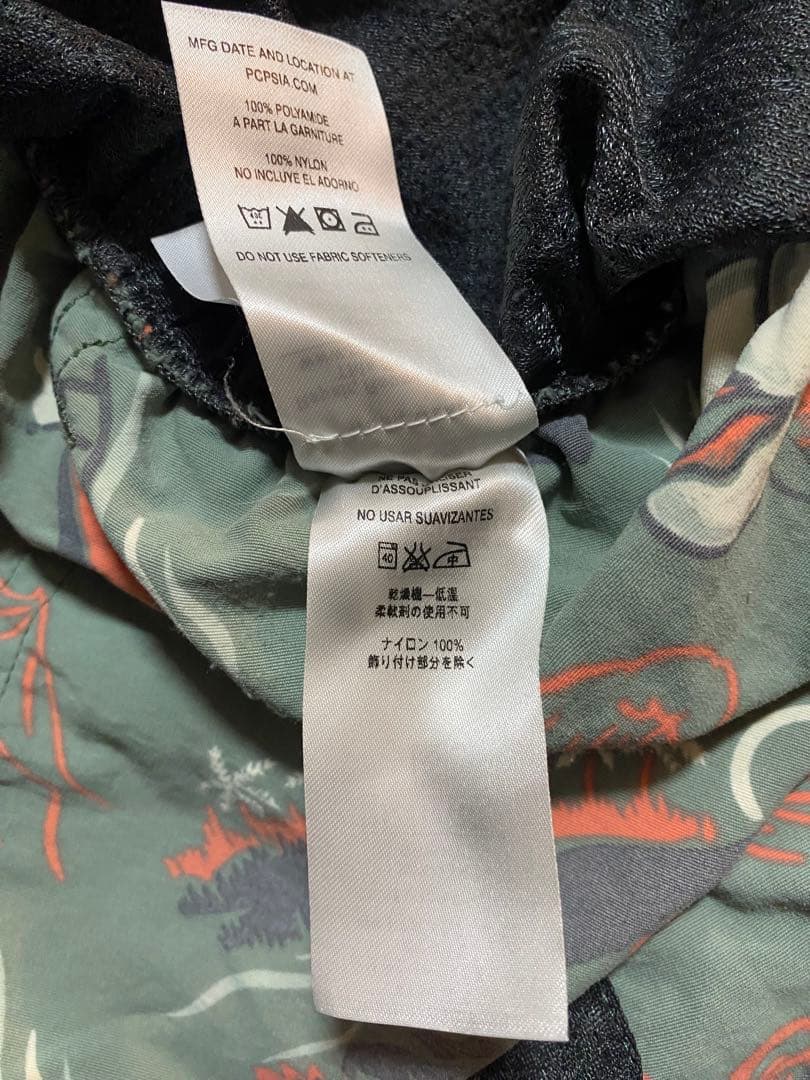 MFG DATE AND LOCATION AT
PCPSIA.COM
100% POLYAMIDE
A PART LA GARNITURE
100% NYLON
NO INCLUYE EL ADORNO
DO NOT USE FABRIC SOFTENERS
NE PAS
D'ASSOUPLISSANT
NO USAR SUAVIZANTES
40
中
乾燥機—低温
柔軟剤の使用不可
ナイロン 100%
飾り付け部分を除く